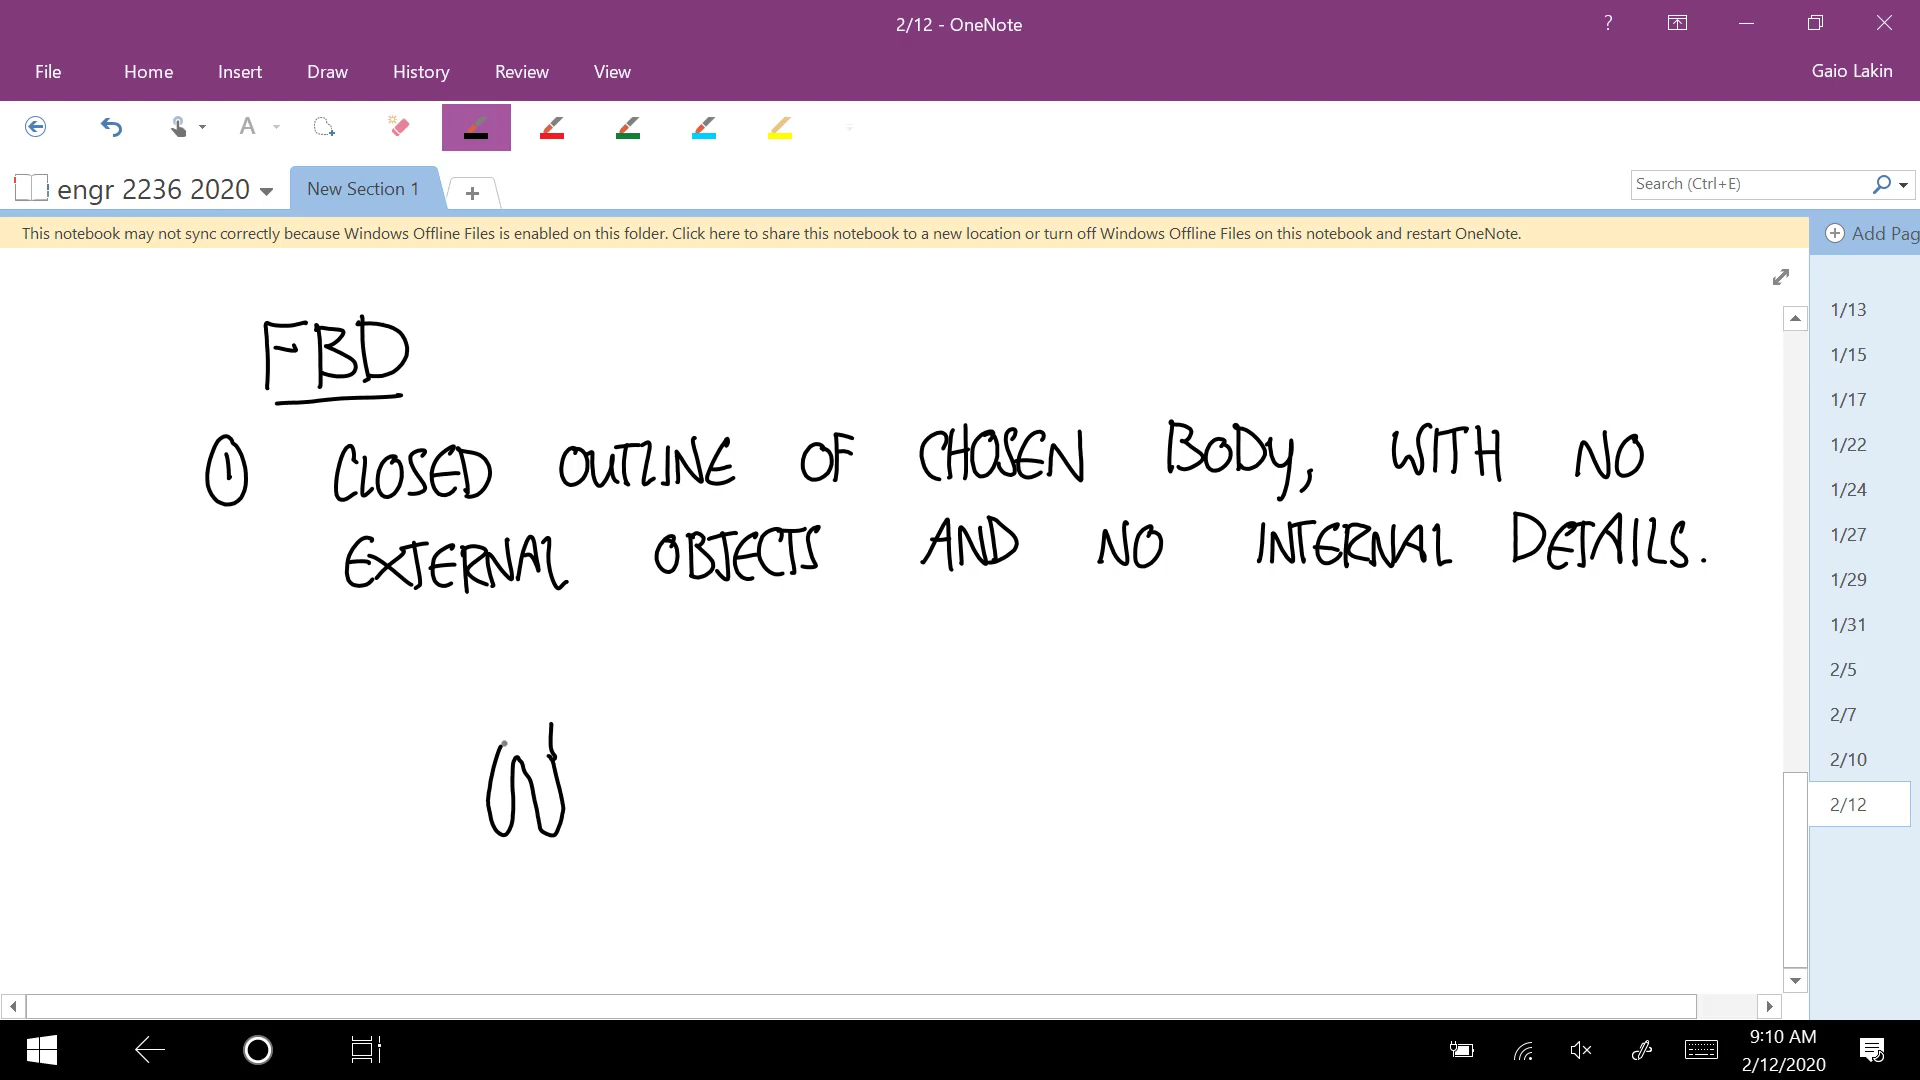 2/12 - OneNote
?
File Home Insert Draw History Review View
Gaio Lakin
A
engr 2236 2020
New Section 1
+
Search (Ctrl+E)
This notebook may not sync correctly because Windows Offline Files is enabled on this folder. Click here to share this notebook to a new location or turn off Windows Offline Files on this notebook and restart OneNote.
Add Pag
FBD
① CLOSED OUTLINE OF CHOSEN BODY, WITH NO
EXTERNAL OBJECTS AND NO INTERNAL DETAILS.
1/13
1/15
1/17
1/22
1/24
1/27
1/29
1/31
2/5
2/7
2/10
2/12
9:10 AM
2/12/2020